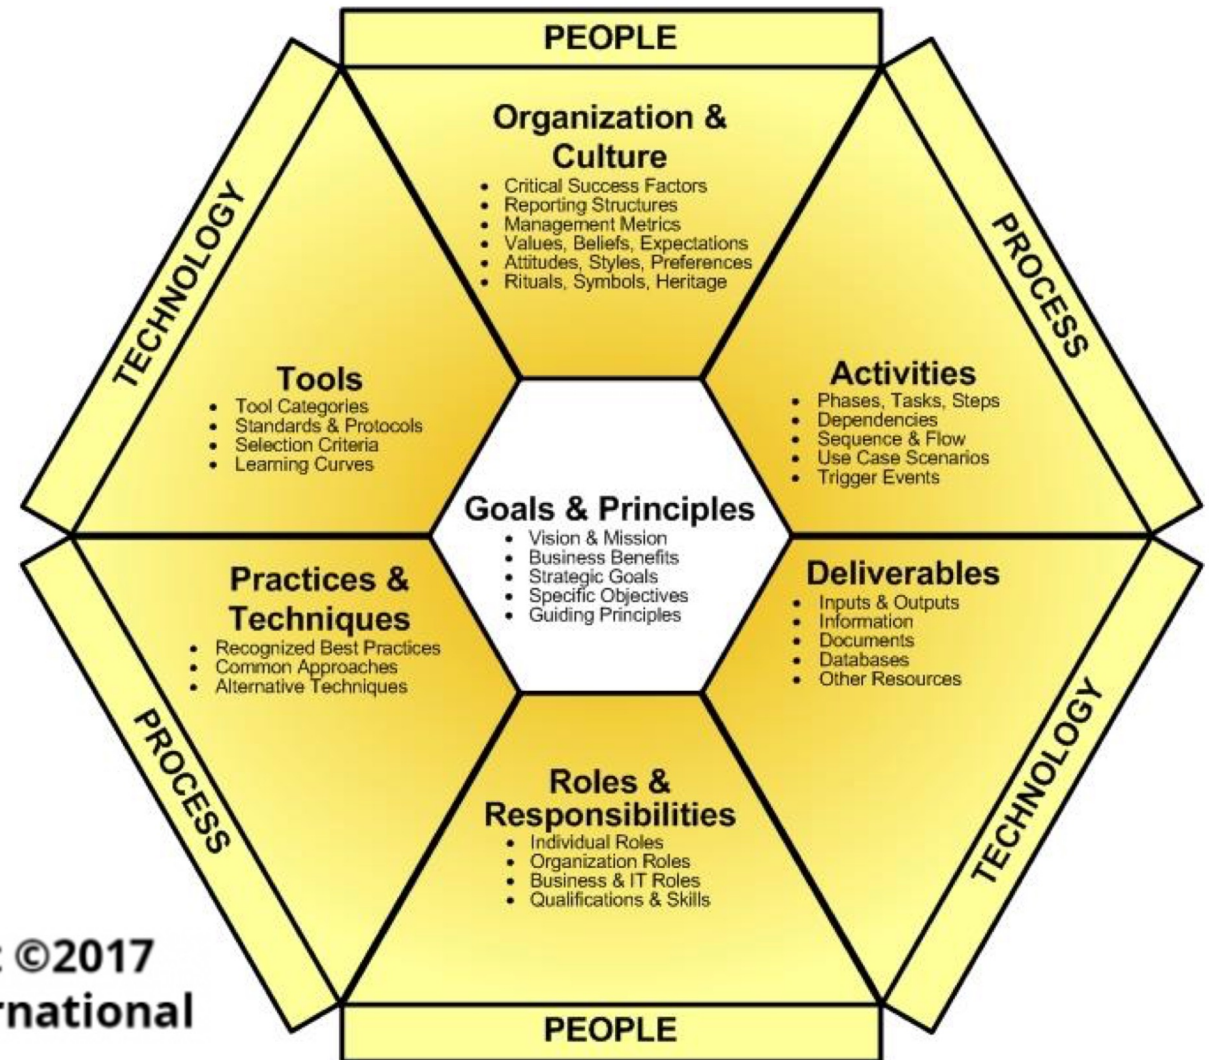 PEOPLE
Organization &
Culture
• Critical Success Factors
• Reporting Structures
• Management Metrics
• Values, Beliefs, Expectations
• Attitudes, Styles, Preferences
• Rituals, Symbols, Heritage
TECHNOLOGY
PROCESS
Tools
• Tool Categories
• Standards & Protocols
• Selection Criteria
• Learning Curves
Activities
• Phases, Tasks, Steps
• Dependencies
• Sequence & Flow
• Use Case Scenarios
• Trigger Events
Goals & Principles
• Vision & Mission
• Business Benefits
• Strategic Goals
• Specific Objectives
• Guiding Principles
Practices &
Techniques
• Recognized Best Practices
• Common Approaches
• Alternative Techniques
Deliverables
• Inputs & Outputs
• Information
• Documents
• Databases
• Other Resources
PROCESS
TECHNOLOGY
Roles &
Responsibilities
• Individual Roles
• Organization Roles
• Business & IT Roles
• Qualifications & Skills
PEOPLE
©2017